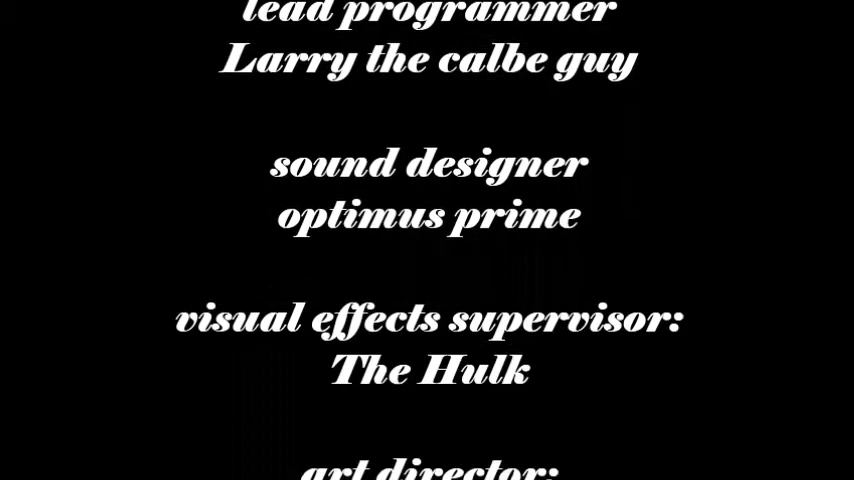 lead programmer
Larry the calbe guy
sound designer
optimus prime
visual effects supervisor:
The Hulk
art director: